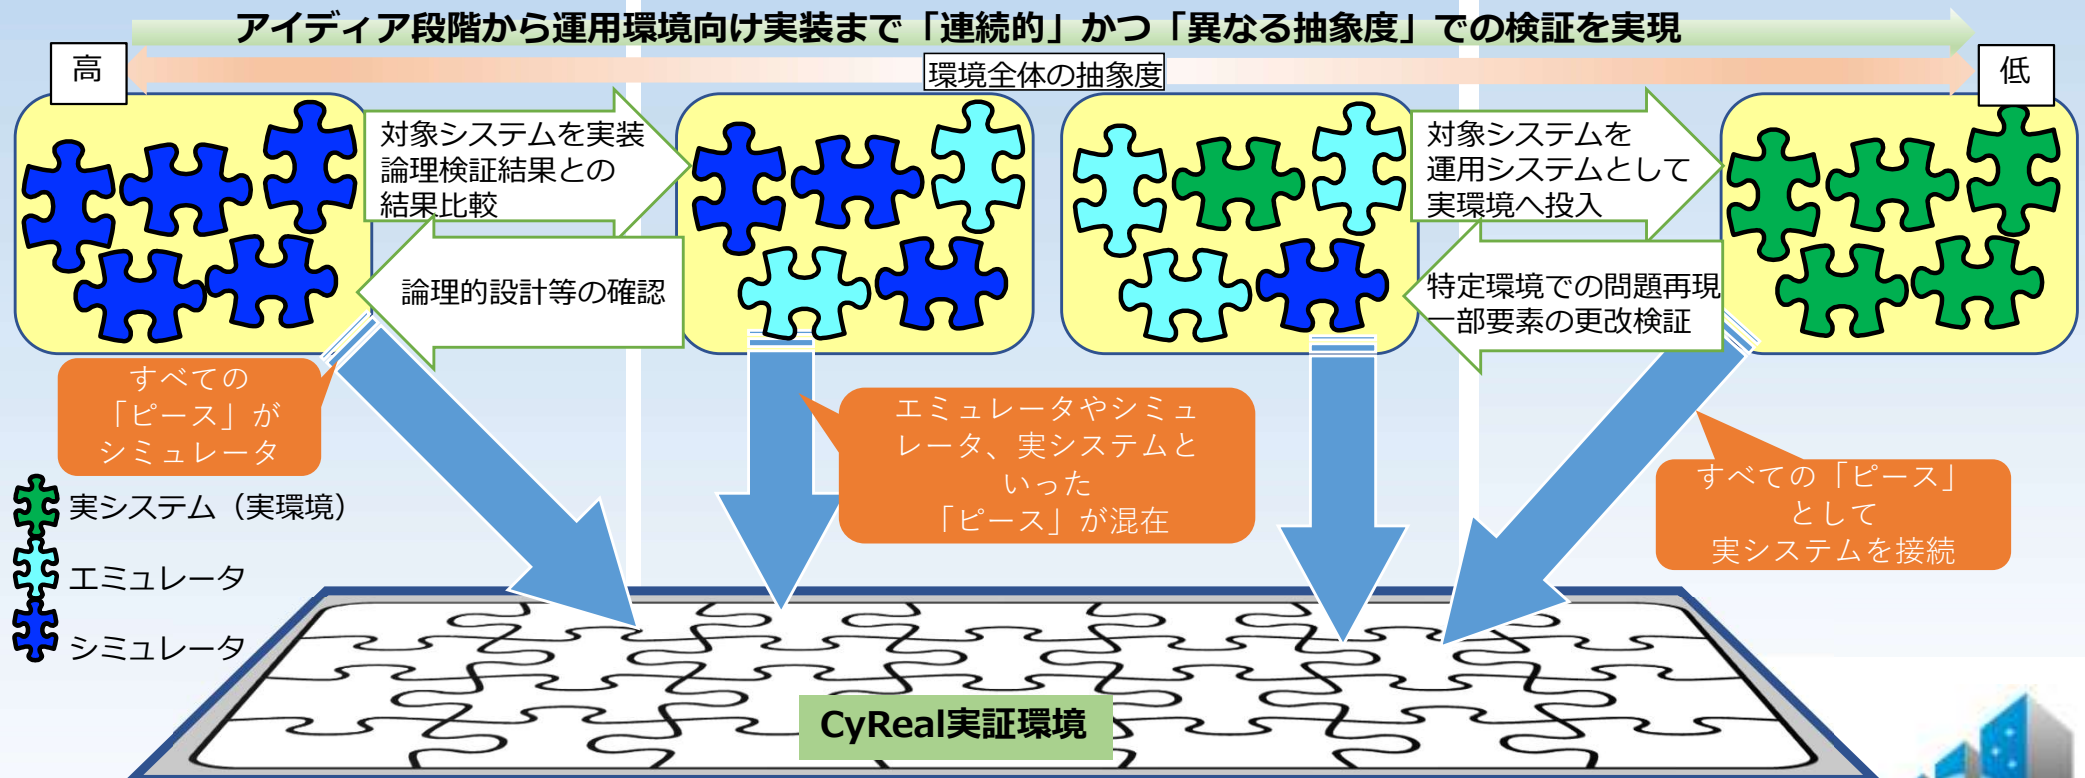 アイディア段階から運用環境向け実装まで「連続的」かつ「異なる抽象度」での検証を実現
高
環境全体の抽象度
低
対象システムを実装
論理検証結果との
結果比較
論理的設計等の確認
対象システムを
運用システムとして
実環境へ投入
特定環境での問題再現
一部要素の更改検証
すべての
「ピース」が
シミュレータ
エミュレータやシミュ
レータ、実システムと
いった
「ピース」が混在
すべての「ピース」
として
実システムを接続
実システム（実環境）
エミュレータ
シミュレータ
CyReal実証環境